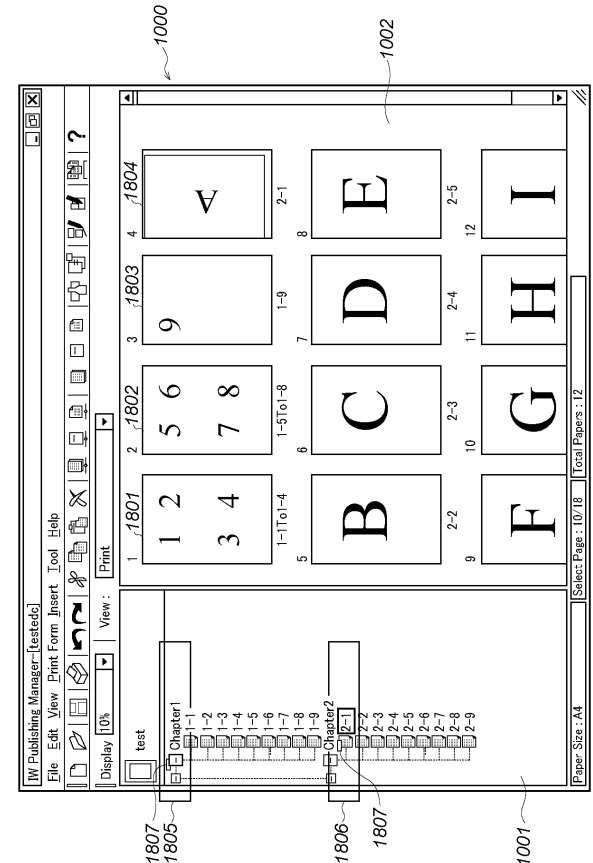 1000
IW Publishing Manager-[testedc]
File Edit View Print Form Insert Tool Help
?
Display 10% View : Print
test
1807
1805
Chapter1
1-1
1-2
1-3
1-4
1-5
1-6
1-7
1-8
1-9
1806
Chapter2
1807
2-1
2-2
2-3
2-4
2-5
2-6
2-7
2-8
2-9
1001
1 1801 2 1802 3 1803 4 1804
1 2 5 6 9 A
3 4 7 8
1-1To1-4 1-5To1-8 1-9 2-1
1002
5 6 7 8
B C D E
2-2 2-3 2-4 2-5
9 10 11 12
F G H I
Paper Size : A4 Select Page : 10/18 Total Papers : 12